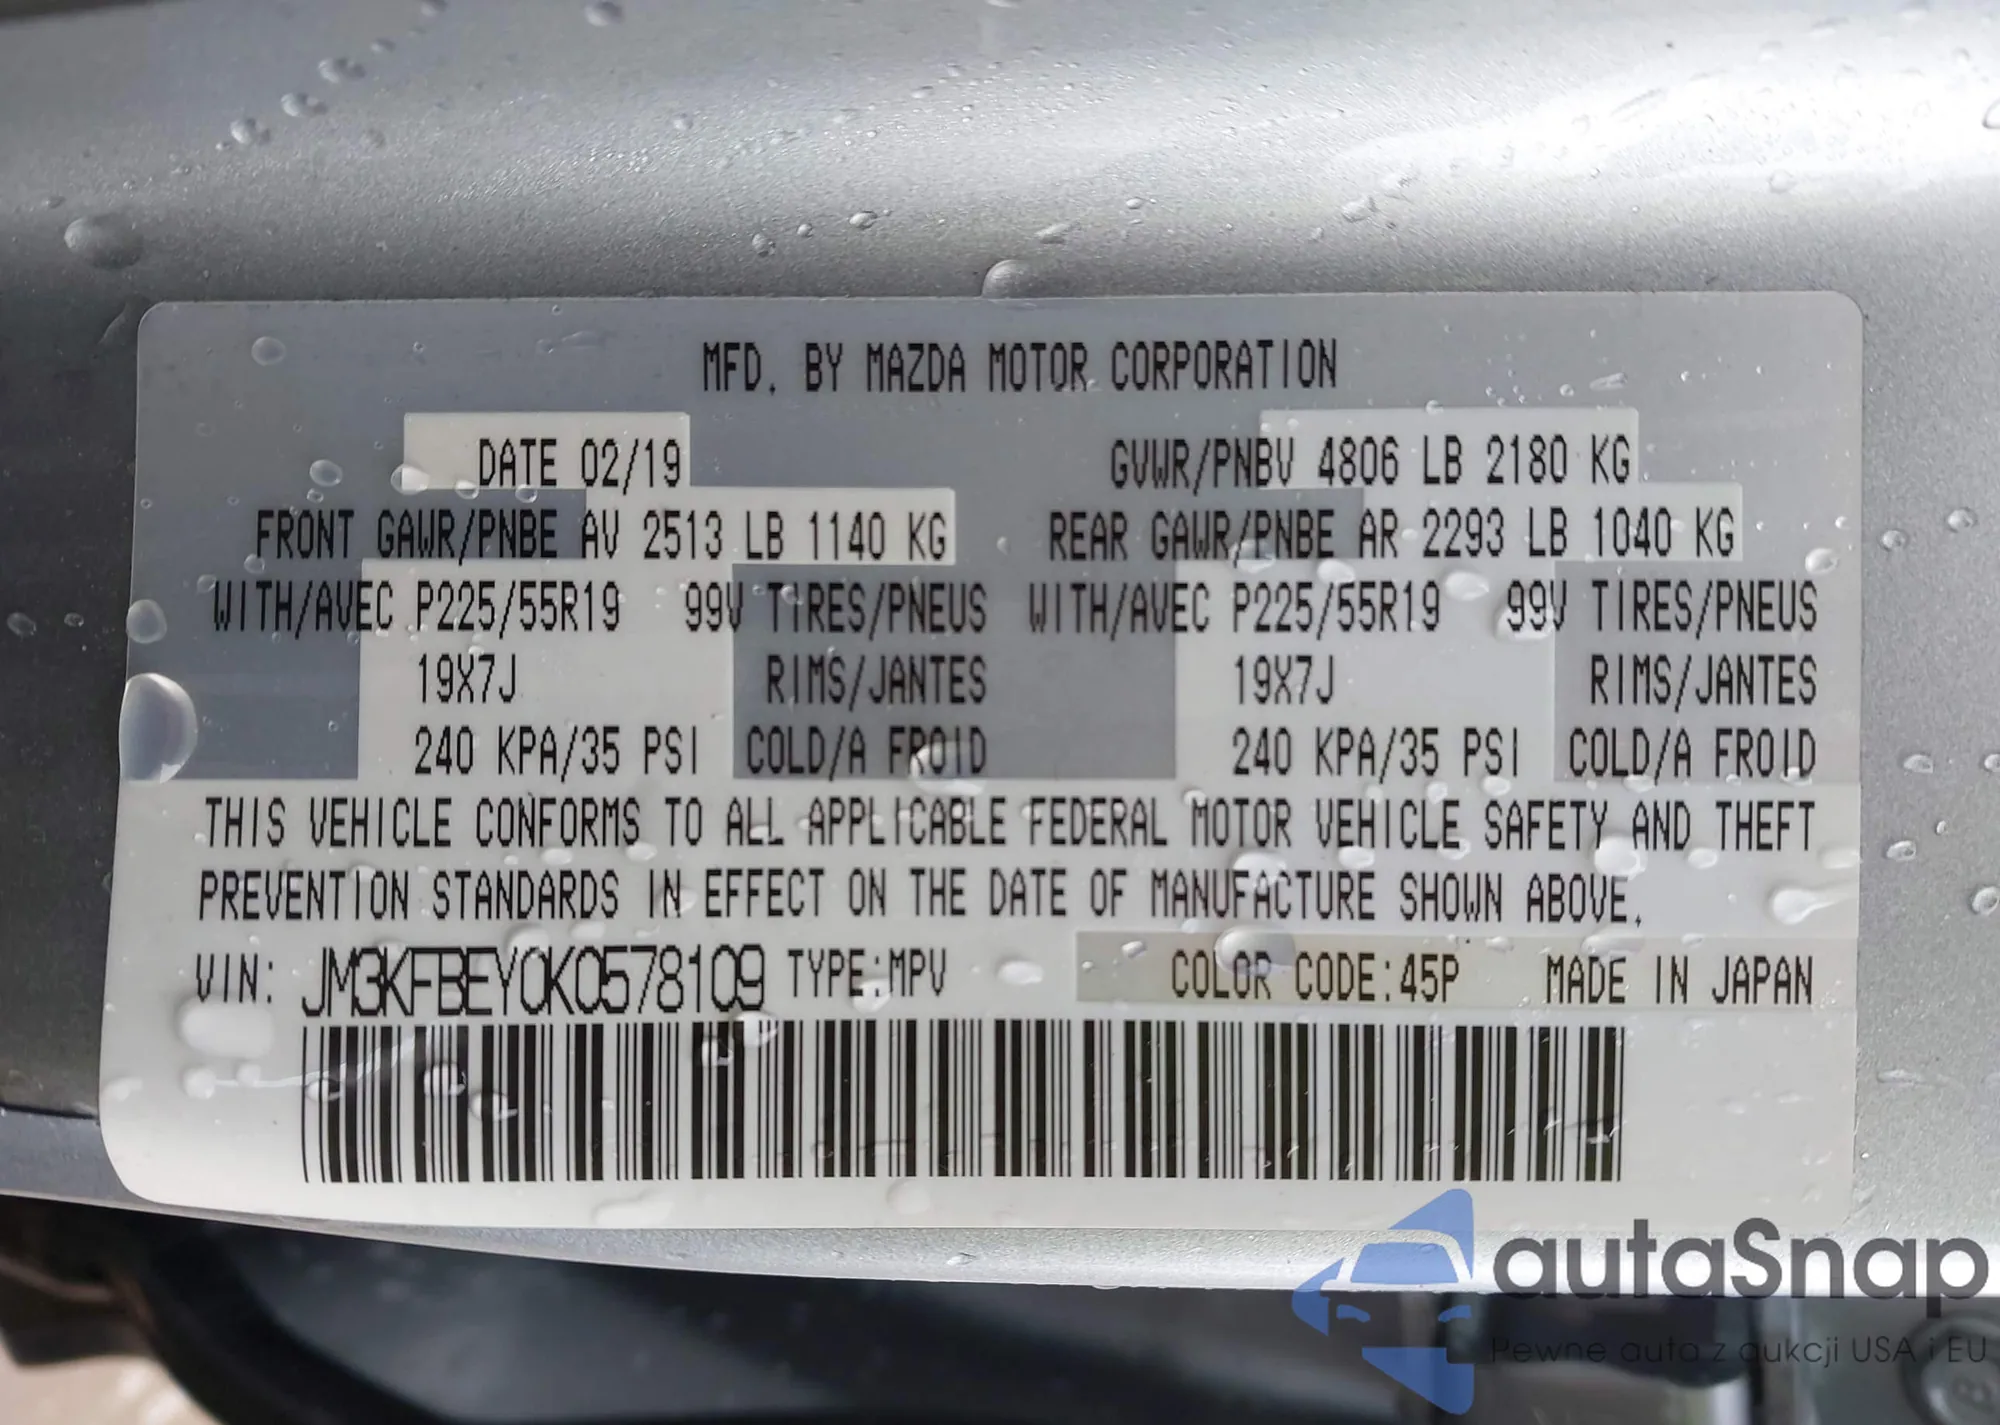 MFD. BY MAZDA MOTOR CORPORATION
DATE 02/19 GVWR/PNBV 4806 LB 2180 KG
FRONT GAWR/PNBE AV 2513 LB 1140 KG REAR GAWR/PNBE AR 2293 LB 1040 KG
WITH/AVEC P225/55R19 99V TIRES/PNEUS WITH/AVEC P225/55R19 99V TIRES/PNEUS
19X7J RIMS/JANTES 19X7J RIMS/JANTES
240 KPA/35 PSI COLD/A FROID 240 KPA/35 PSI COLD/A FROID
THIS VEHICLE CONFORMS TO ALL APPLICABLE FEDERAL MOTOR VEHICLE SAFETY AND THEFT
PREVENTION STANDARDS IN EFFECT ON THE DATE OF MANUFACTURE SHOWN ABOVE.
VIN: JM3KFBEY0K0578109 TYPE:MPV COLOR CODE:45P MADE IN JAPAN
autaSnap
Pewne auta z aukcji USA i EU